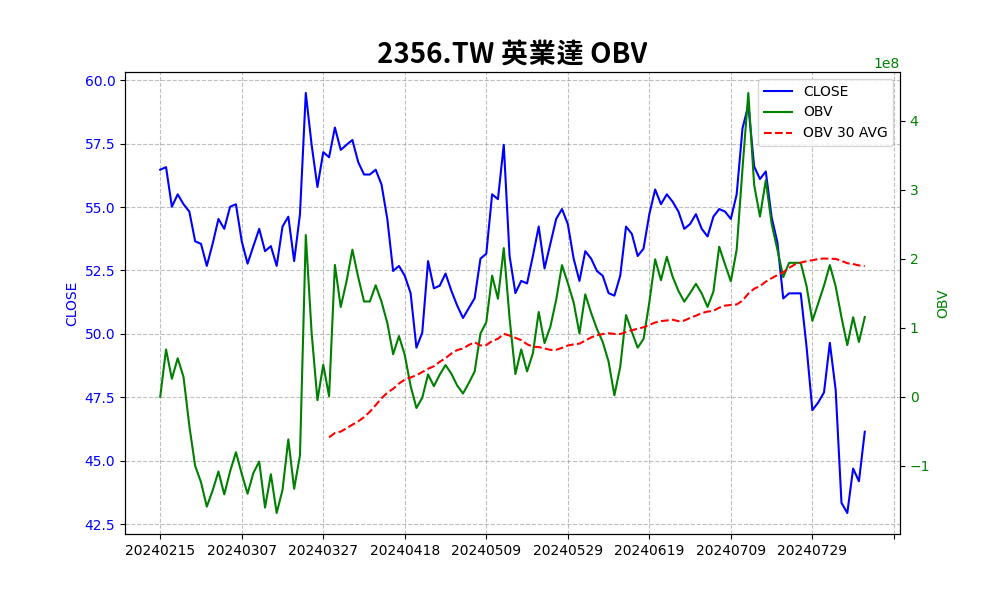 2356.TW 英業達 OBV
1e8
60.0
57.5
55.0
52.5
50.0
47.5
45.0
42.5
CLOSE
CLOSE
OBV
OBV 30 AVG
4
3
2
1
0
−1
OBV
20240215 20240307 20240327 20240418 20240509 20240529 20240619 20240709 20240729